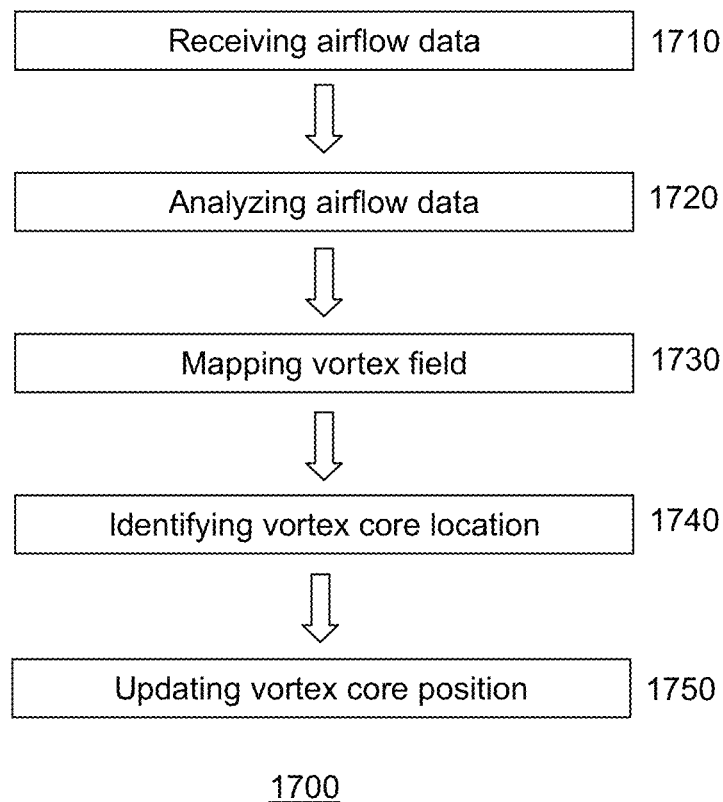 Receiving airflow data 1710
Analyzing airflow data 1720
Mapping vortex field 1730
Identifying vortex core location 1740
Updating vortex core position 1750
1700